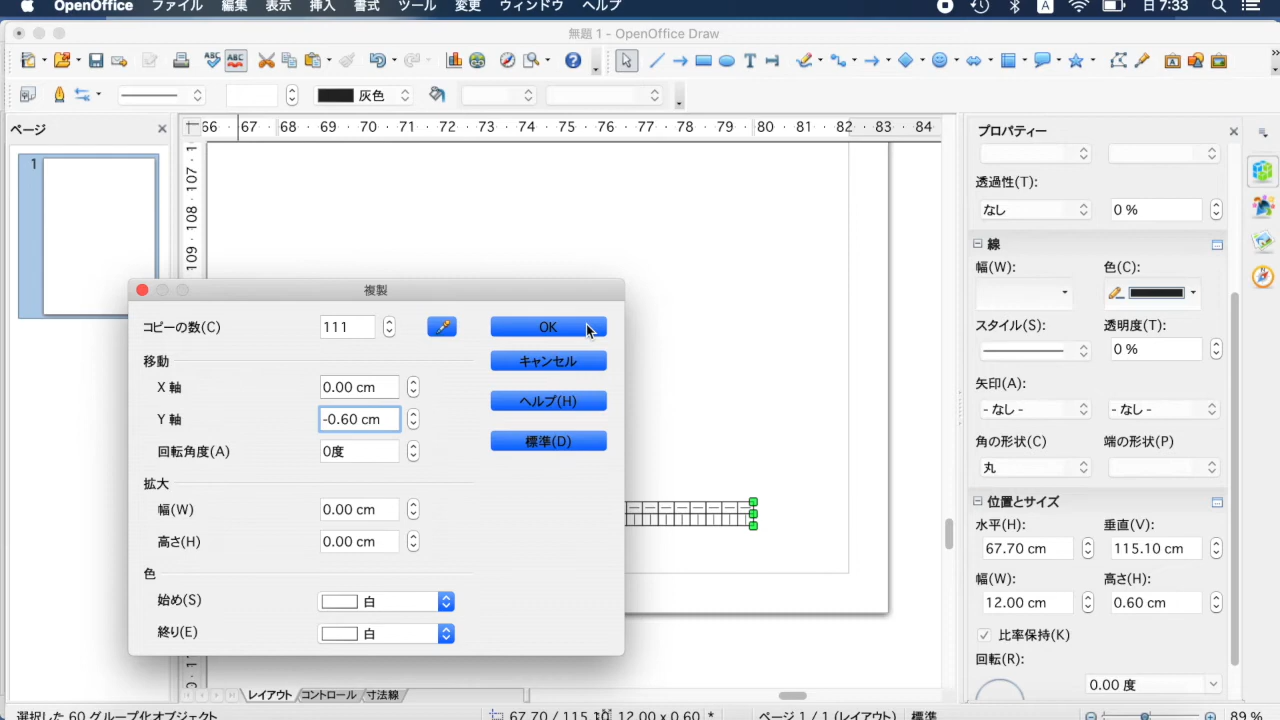 OpenOffice ファイル 編集 表示 挿入 書式 ツール 変更 ウィンドウ ヘルプ A 日 7:33
無題 1 - OpenOffice Draw
灰色
ページ
66 67 68 69 70 71 72 73 74 75 76 77 78 79 80 81 82 83 84
プロパティー
1
107
108
109
透過性(T):
なし 0 %
線
幅(W): 色(C):
スタイル(S): 透明度(T):
0 %
矢印(A):
- なし - - なし -
角の形状(C) 端の形状(P)
丸
位置とサイズ
水平(H): 垂直(V):
67.70 cm 115.10 cm
幅(W): 高さ(H):
12.00 cm 0.60 cm
比率保持(K)
回転(R):
0.00 度
複製
コピーの数(C) 111 OK
移動 キャンセル
X 軸 0.00 cm ヘルプ(H)
Y 軸 -0.60 cm 標準(D)
回転角度(A) 0度
拡大
幅(W) 0.00 cm
高さ(H) 0.00 cm
色
始め(S) 白
終り(E) 白
レイアウト コントロール 寸法線
選択した 60 グループ化オブジェクト 12.00 x 0.60 * ページ 1 / 1 (レイアウト) 標準 89 %